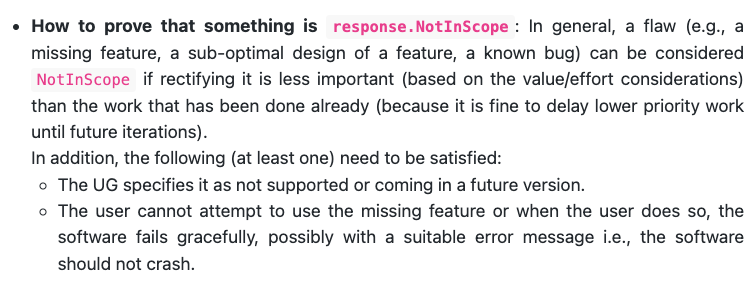 • How to prove that something is response.NotInScope : In general, a flaw (e.g., a
missing feature, a sub-optimal design of a feature, a known bug) can be considered
NotInScope if rectifying it is less important (based on the value/effort considerations)
than the work that has been done already (because it is fine to delay lower priority work
until future iterations).
In addition, the following (at least one) need to be satisfied:
◦ The UG specifies it as not supported or coming in a future version.
◦ The user cannot attempt to use the missing feature or when the user does so, the
software fails gracefully, possibly with a suitable error message i.e., the software
should not crash.